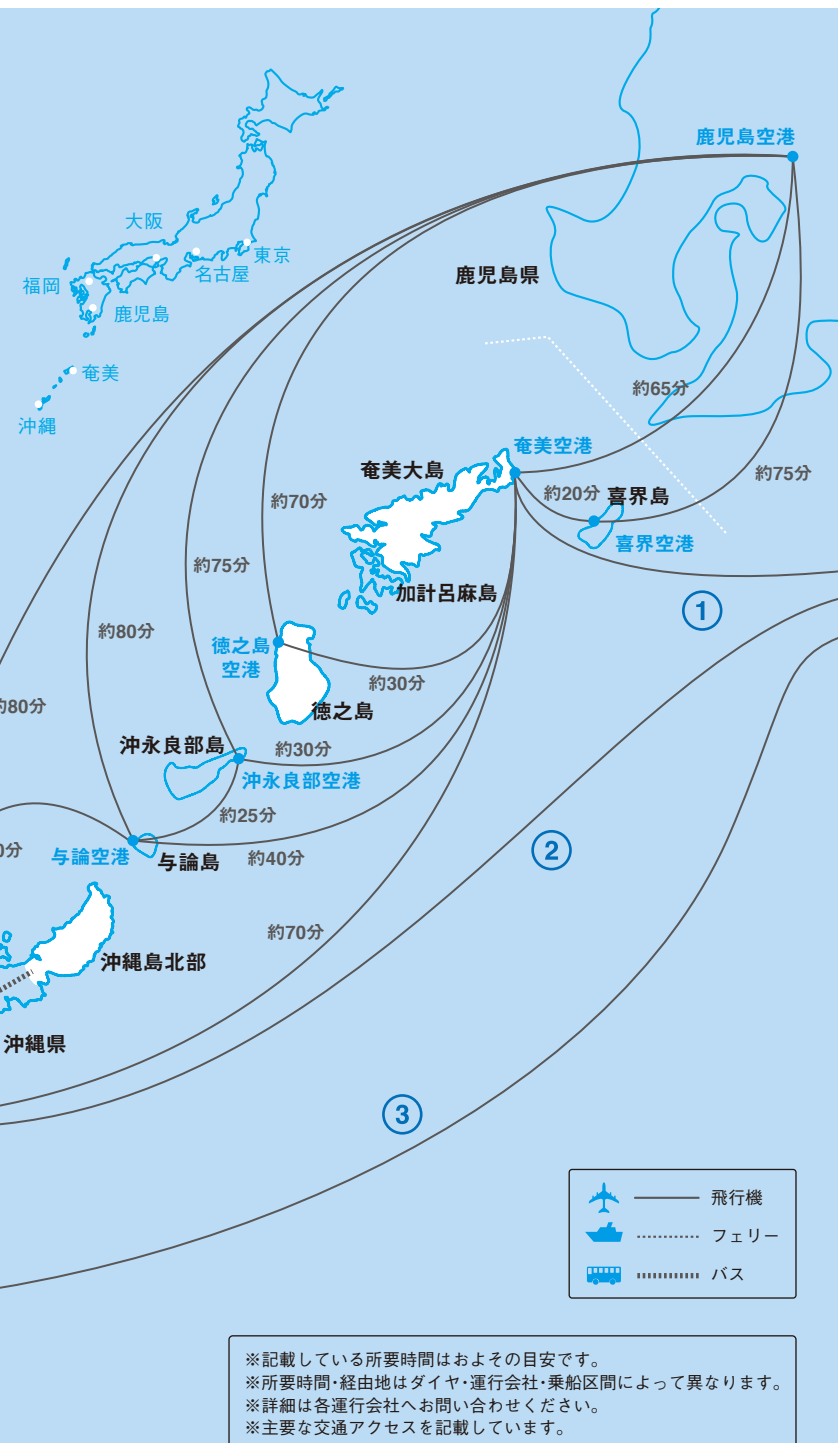 鹿児島空港
大阪
東京
名古屋
福岡
鹿児島
鹿児島県
奄美
沖縄
約65分
奄美空港
奄美大島
約75分
約20分
喜界島
約70分
喜界空港
約75分
加計呂麻島
1
約80分
徳之島
空港
約30分
徳之島
約80分
沖永良部島
約30分
沖永良部空港
約25分
2
0分
与論空港
与論島
約40分
約70分
沖縄島北部
沖縄県
3
飛行機
フェリー
バス
※記載している所要時間はおよその目安です。
※所要時間・経由地はダイヤ・運行会社・乗船区間によって異なります。
※詳細は各運行会社へお問い合わせください。
※主要な交通アクセスを記載しています。